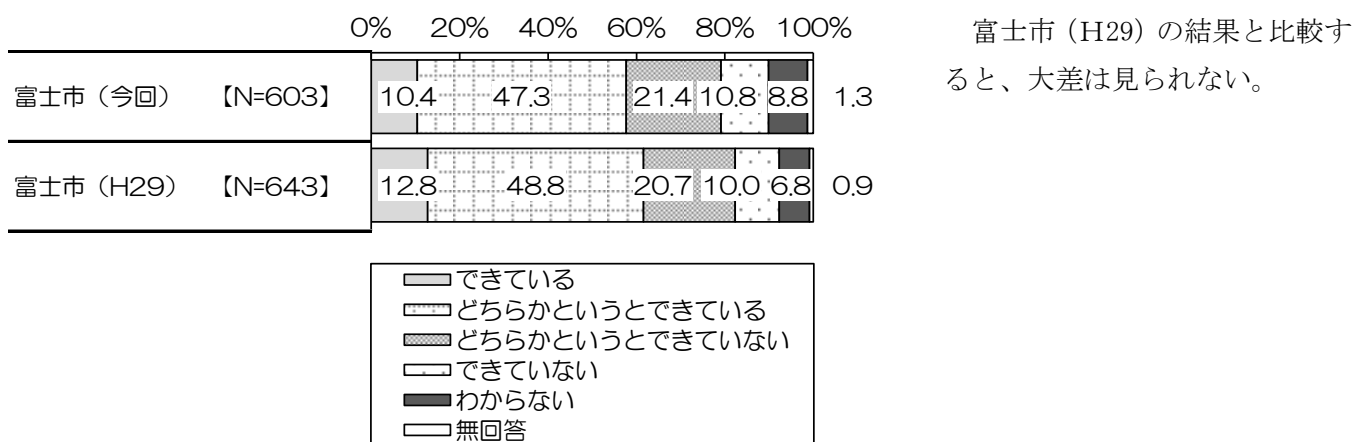 0% 20% 40% 60% 80% 100%
富士市（今回） 【N=603】 10.4 47.3 21.4 10.8 8.8 1.3
富士市（H29） 【N=643】 12.8 48.8 20.7 10.0 6.8 0.9
できている
どちらかというとできている
どちらかというとできていない
できていない
わからない
無回答
富士市（H29）の結果と比較す
ると、大差は見られない。